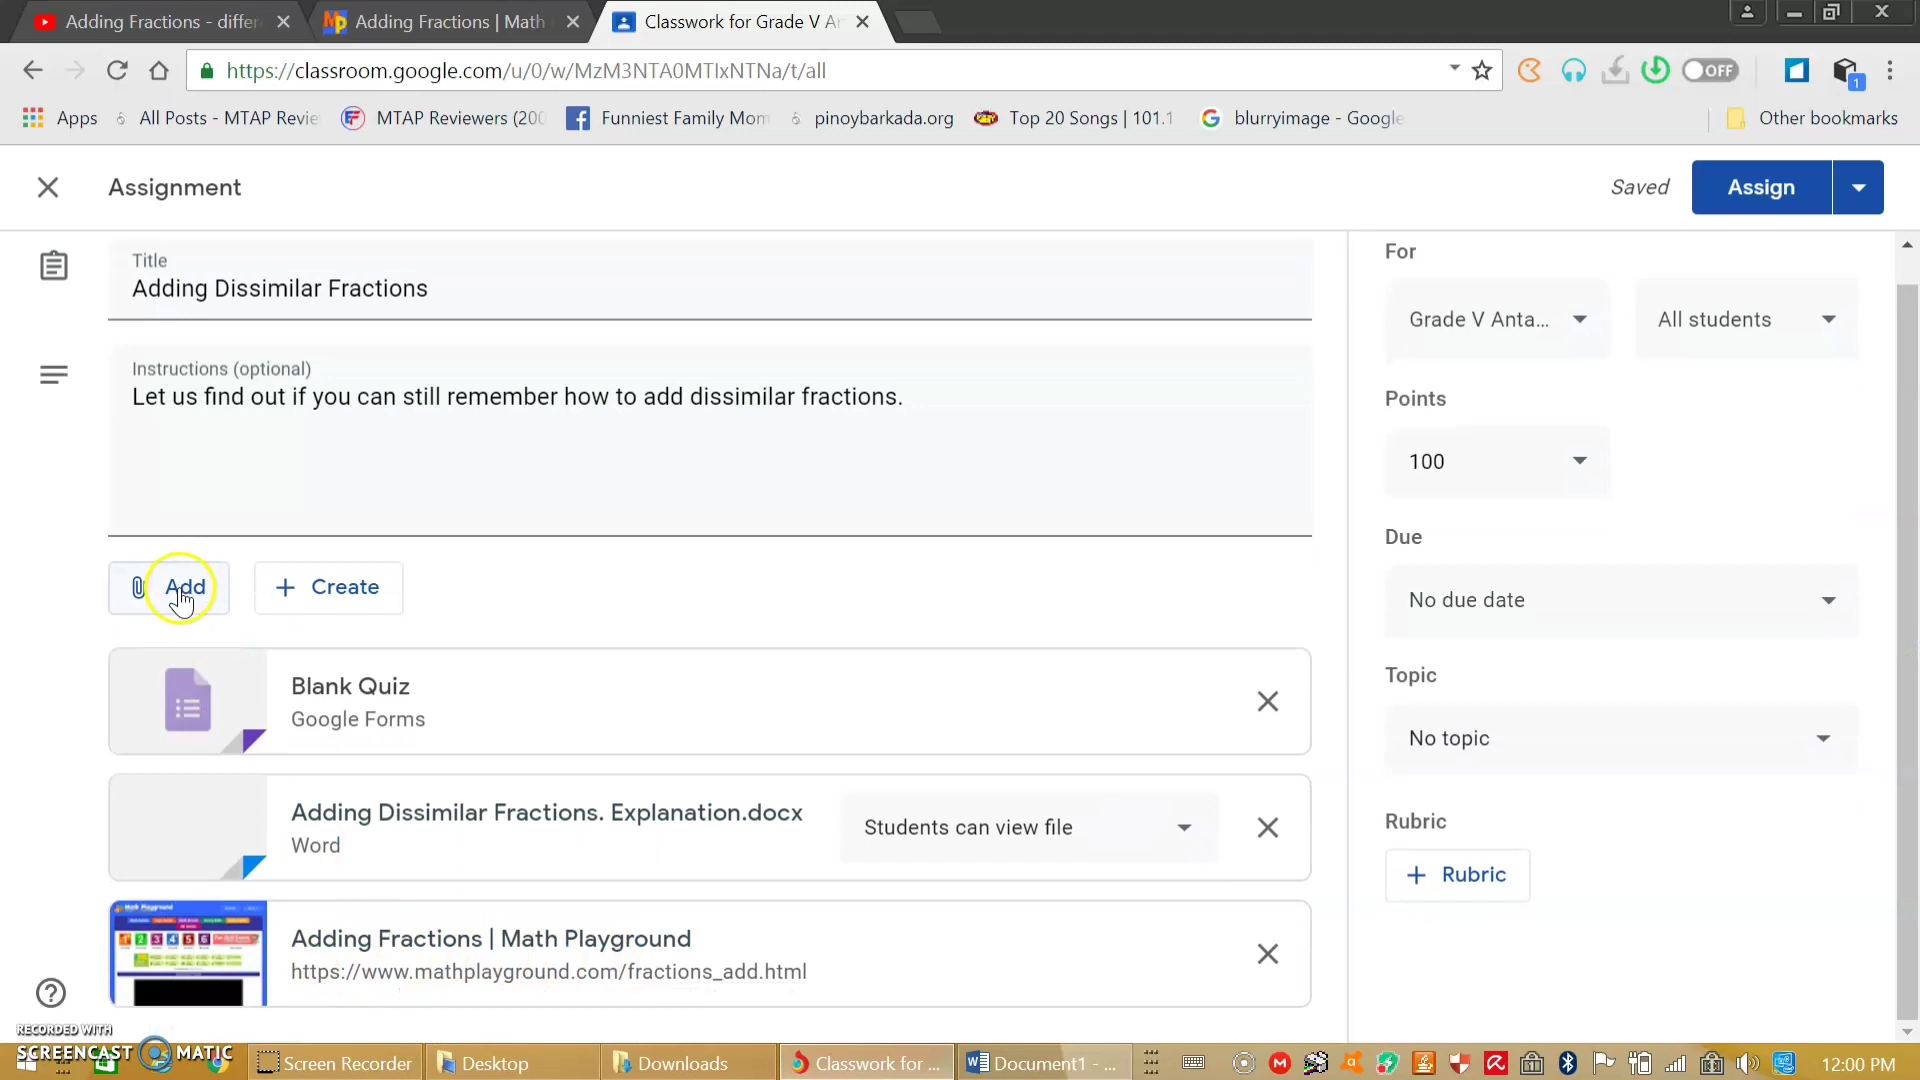 Adding Fractions - differ
Adding Fractions | Math
Classwork for Grade V An
https://classroom.google.com/u/0/w/MzM3NTA0MTIxNTNa/t/all
OFF
1
Apps
All Posts - MTAP Revie
MTAP Reviewers (200
Funniest Family Mom
pinoybarkada.org
Top 20 Songs | 101.1
blurryimage - Google
Other bookmarks
Assignment
Saved
Assign
Title
Adding Dissimilar Fractions
Instructions (optional)
Let us find out if you can still remember how to add dissimilar fractions.
Add
Create
Blank Quiz
Google Forms
Adding Dissimilar Fractions. Explanation.docx
Word
Students can view file
Adding Fractions | Math Playground
https://www.mathplayground.com/fractions_add.html
For
Grade V Anta...
All students
Points
100
Due
No due date
Topic
No topic
Rubric
Rubric
RECORDED WITH
SCREENCAST MATIC
Screen Recorder
Desktop
Downloads
Classwork for ...
Document1 - ...
12:00 PM